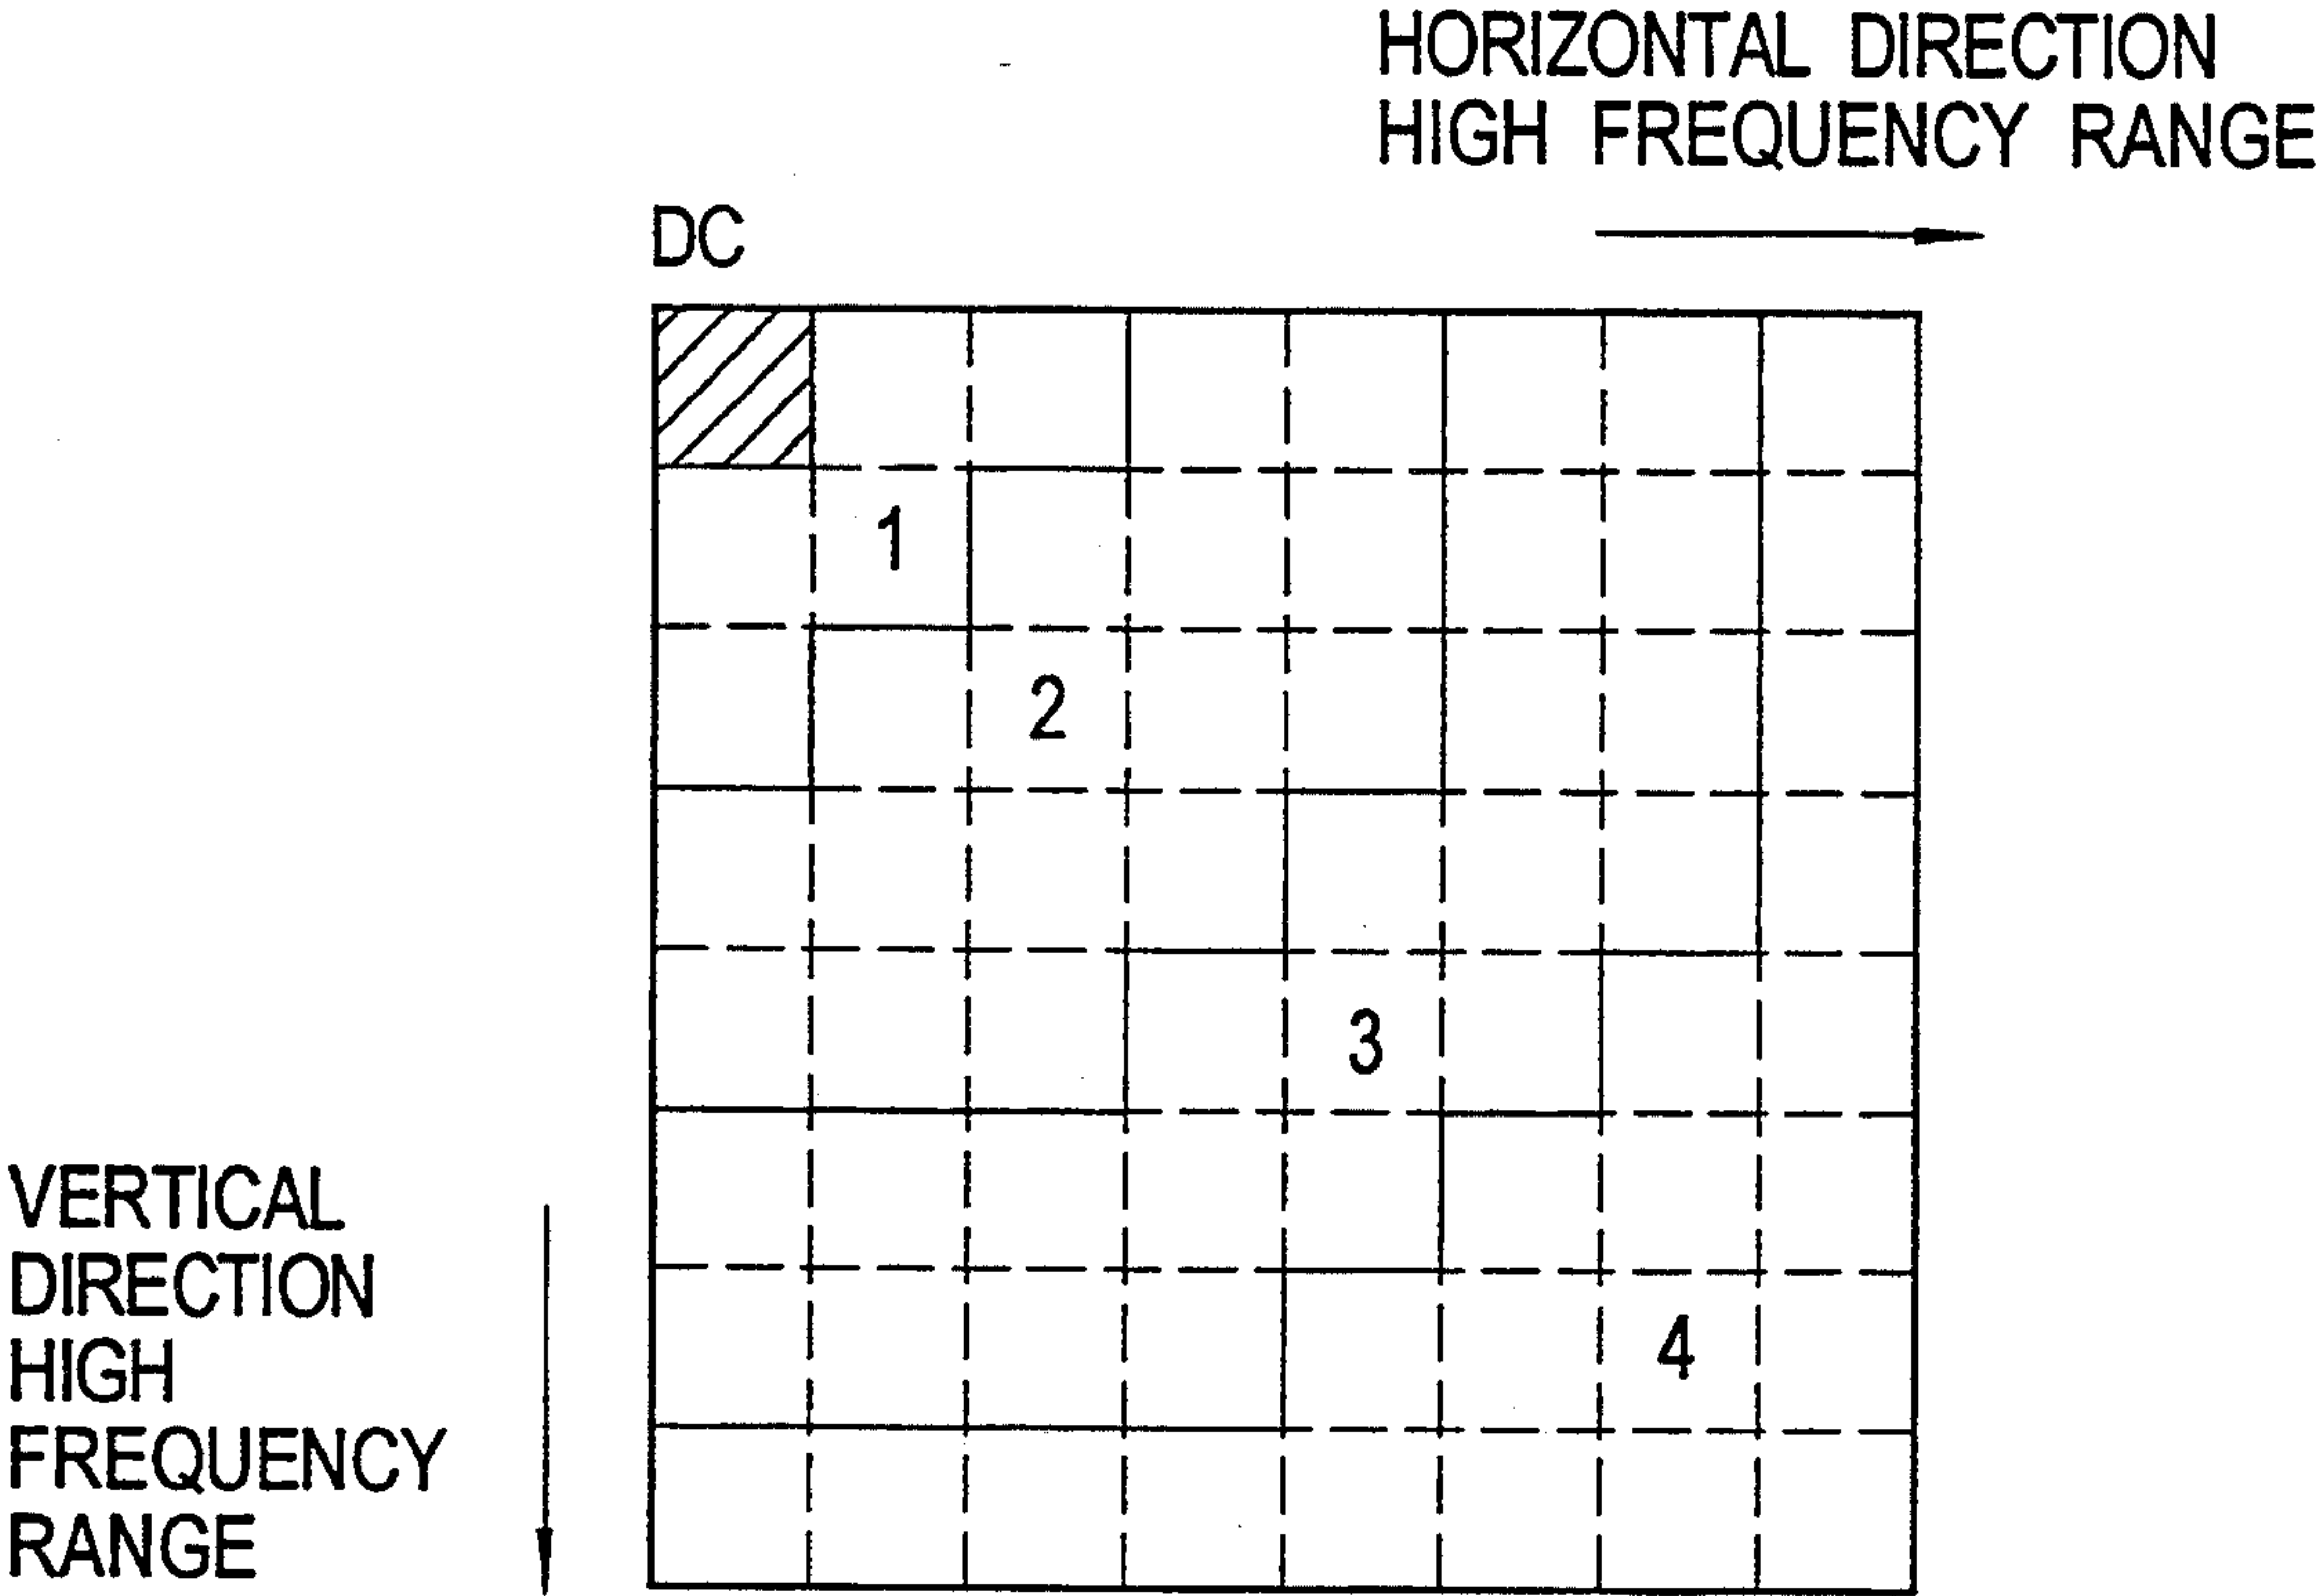 HORIZONTAL DIRECTION
HIGH FREQUENCY RANGE
DC
1
2
3
4
VERTICAL
DIRECTION
HIGH
FREQUENCY
RANGE